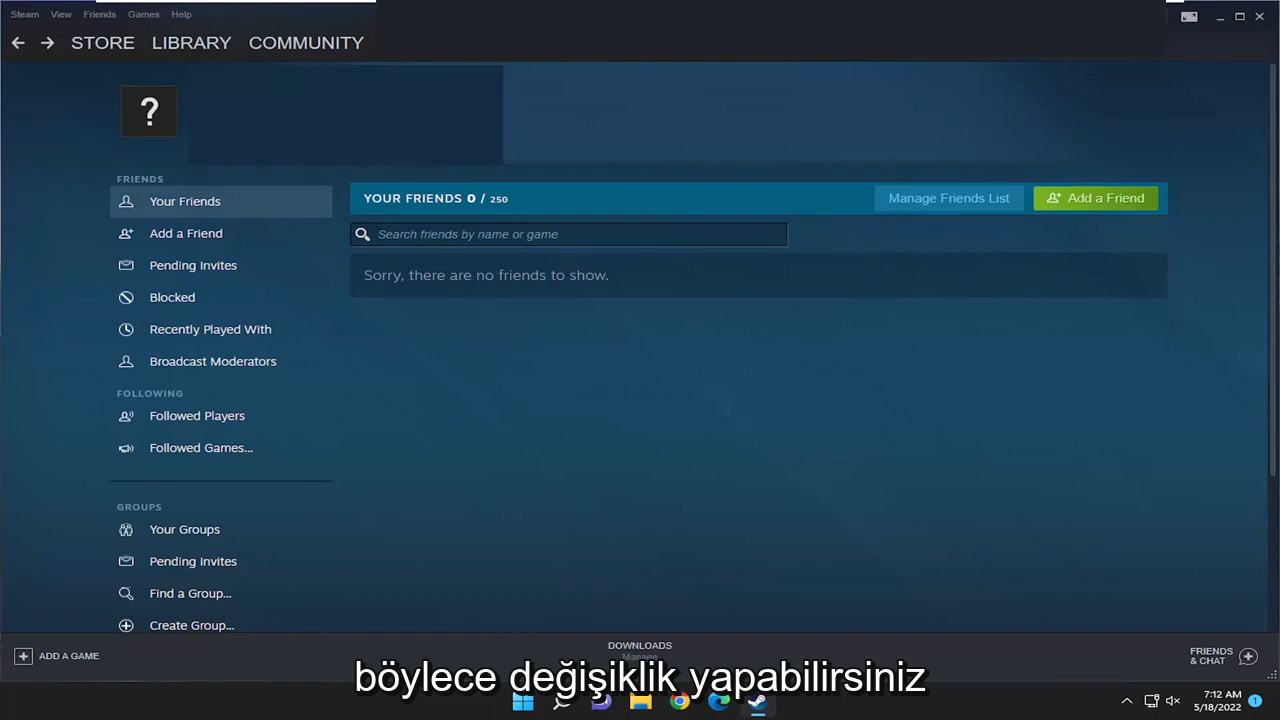 Steam View Friends Games Help
STORE LIBRARY COMMUNITY
?
FRIENDS
Your Friends
Add a Friend
Pending Invites
Blocked
Recently Played With
Broadcast Moderators
FOLLOWING
Followed Players
Followed Games...
GROUPS
Your Groups
Pending Invites
Find a Group...
Create Group...
YOUR FRIENDS 0 / 250
Manage Friends List
Add a Friend
Search friends by name or game
Sorry, there are no friends to show.
ADD A GAME
DOWNLOADS
Manage
FRIENDS
& CHAT
böylece değişiklik yapabilirsiniz
7:12 AM
5/18/2022
1